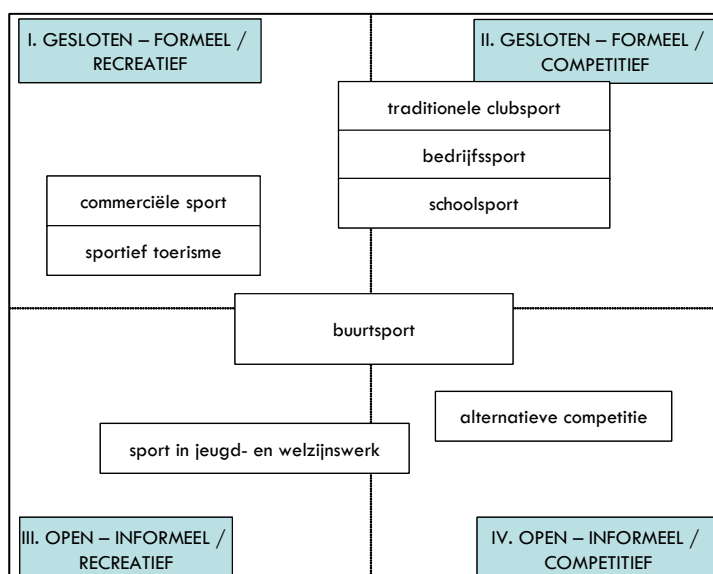 I. GESLOTEN – FORMEEL /
RECREATIEF
II. GESLOTEN – FORMEEL /
COMPETITIEF
traditionele clubsport
bedrijfssport
schoolsport
commerciële sport
sportief toerisme
buurtsport
alternatieve competitie
sport in jeugd- en welzijnswerk
III. OPEN – INFORMEEL /
RECREATIEF
IV. OPEN – INFORMEEL /
COMPETITIEF